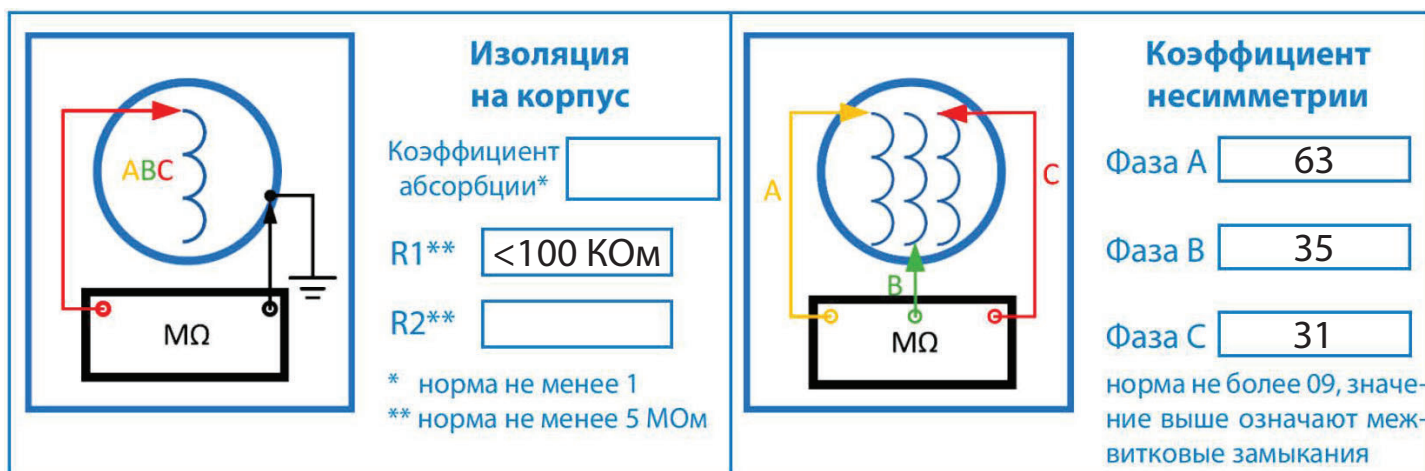 Изоляция
на корпус
Коэффициент
абсорбции*
R1** <100 КОм
R2**
* норма не менее 1
** норма не менее 5 МОм
ABC
MΩ
Коэффициент
несимметрии
Фаза А 63
Фаза В 35
Фаза С 31
норма не более 09, значе-
ние выше означают меж-
витковые замыкания
A
C
B
MΩ